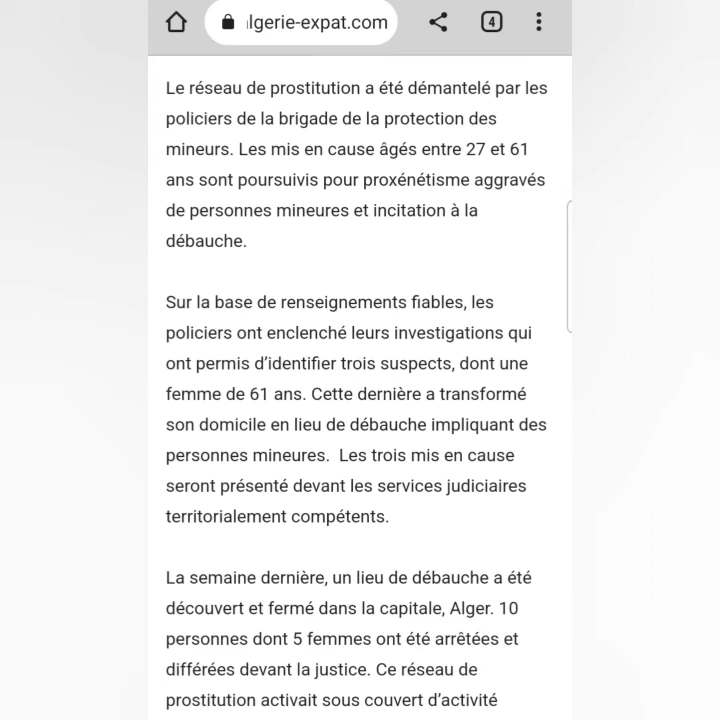 lgerie-expat.com
4
Le réseau de prostitution a été démantelé par les
policiers de la brigade de la protection des
mineurs. Les mis en cause âgés entre 27 et 61
ans sont poursuivis pour proxénétisme aggravés
de personnes mineures et incitation à la
débauche.
Sur la base de renseignements fiables, les
policiers ont enclenché leurs investigations qui
ont permis d’identifier trois suspects, dont une
femme de 61 ans. Cette dernière a transformé
son domicile en lieu de débauche impliquant des
personnes mineures.  Les trois mis en cause
seront présenté devant les services judiciaires
territorialement compétents.
La semaine dernière, un lieu de débauche a été
découvert et fermé dans la capitale, Alger. 10
personnes dont 5 femmes ont été arrêtées et
différées devant la justice. Ce réseau de
prostitution activait sous couvert d’activité